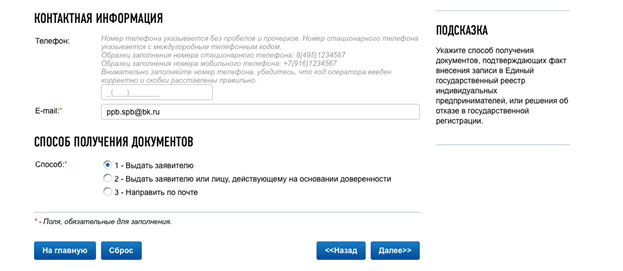 КОНТАКТНАЯ ИНФОРМАЦИЯ
Телефон:
Номер телефона указывается без пробелов и прочерков. Номер стационарного телефона
указывается с междугородным телефонным кодом.
Образец заполнения номера стационарного телефона: 8(495)1234567
Образец заполнения номера мобильного телефона: +7(916)1234567
Внимательно заполняйте номер телефона, убедитесь, что код оператора введен
корректно и скобки расставлены правильно.
_(___)_______
E-mail:*
ppb.spb@bk.ru
СПОСОБ ПОЛУЧЕНИЯ ДОКУМЕНТОВ
Способ:*
1 - Выдать заявителю
2 - Выдать заявителю или лицу, действующему на основании доверенности
3 - Направить по почте
* - Поля, обязательные для заполнения.
На главную
Сброс
<<Назад
Далее>>
ПОДСКАЗКА
Укажите способ получения
документов, подтверждающих факт
внесения записи в Единый
государственный реестр
индивидуальных
предпринимателей, или решения об
отказе в государственной
регистрации.